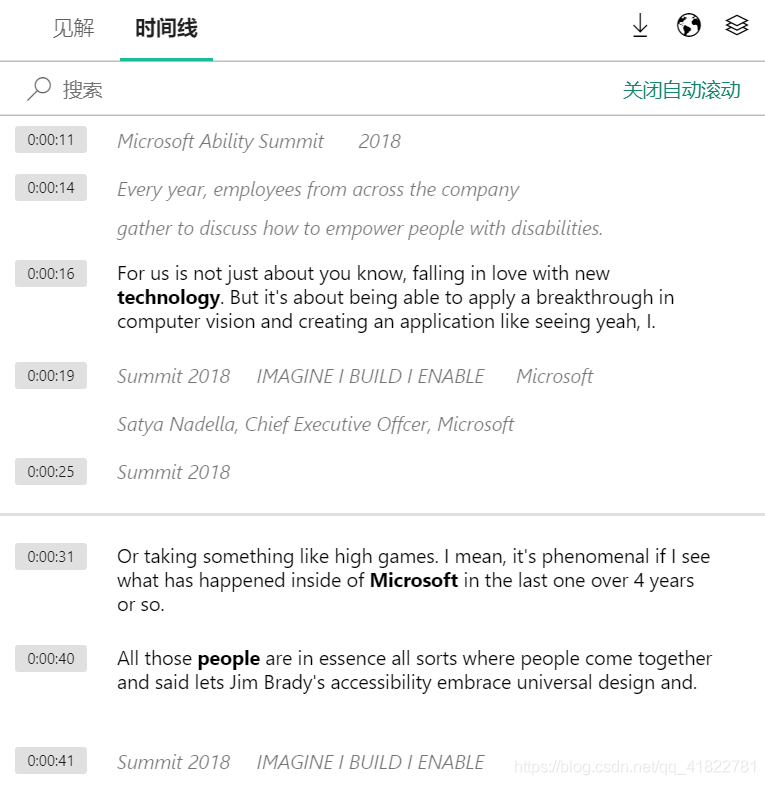 见解 时间线
搜索 关闭自动滚动
0:00:11 Microsoft Ability Summit 2018
0:00:14 Every year, employees from across the company
gather to discuss how to empower people with disabilities.
0:00:16 For us is not just about you know, falling in love with new
technology. But it's about being able to apply a breakthrough in
computer vision and creating an application like seeing yeah, I.
0:00:19 Summit 2018 IMAGINE I BUILD I ENABLE Microsoft
Satya Nadella, Chief Executive Offcer, Microsoft
0:00:25 Summit 2018
0:00:31 Or taking something like high games. I mean, it's phenomenal if I see
what has happened inside of Microsoft in the last one over 4 years
or so.
0:00:40 All those people are in essence all sorts where people come together
and said lets Jim Brady's accessibility embrace universal design and.
0:00:41 Summit 2018 IMAGINE I BUILD I ENABLE
https://blog.csdn.net/qq_41822781